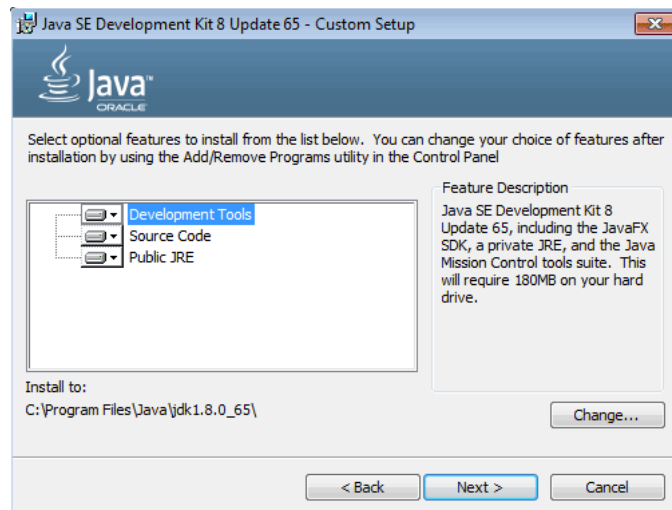 Java SE Development Kit 8 Update 65 - Custom Setup
Java™
ORACLE
Select optional features to install from the list below. You can change your choice of features after
installation by using the Add/Remove Programs utility in the Control Panel
Development Tools
Source Code
Public JRE
Feature Description
Java SE Development Kit 8
Update 65, including the JavaFX
SDK, a private JRE, and the Java
Mission Control tools suite. This
will require 180MB on your hard
drive.
Install to:
C:\Program Files\Java\jdk1.8.0_65\
Change...
< Back
Next >
Cancel